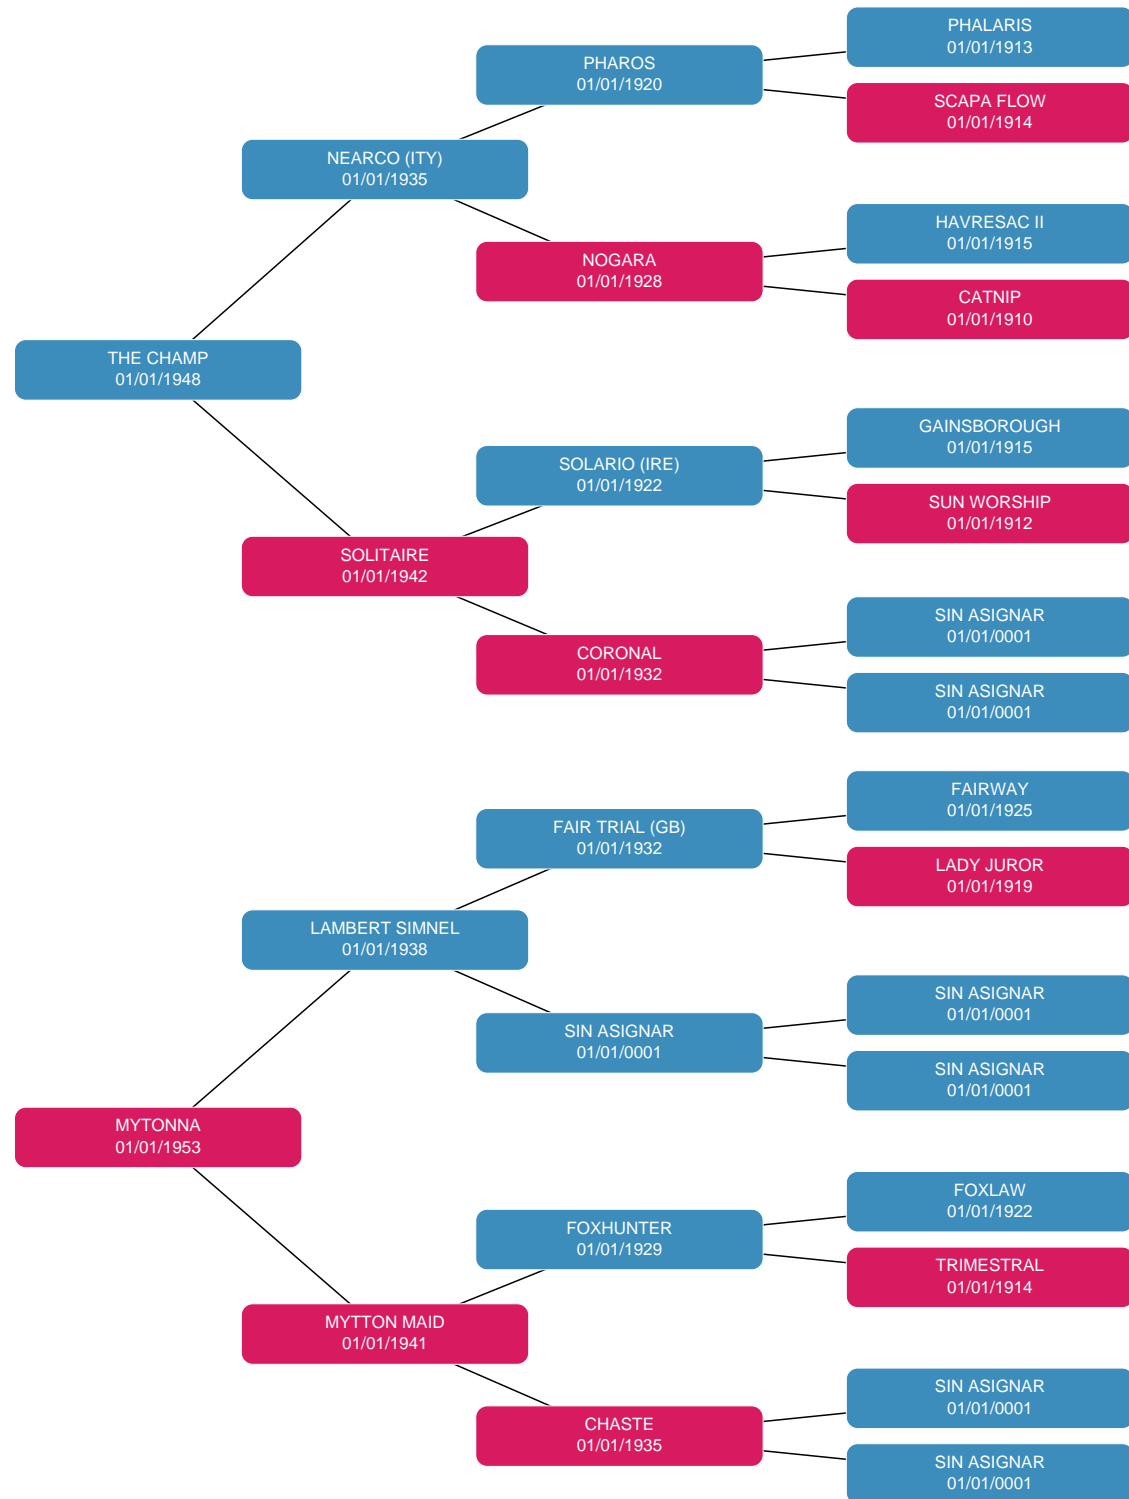 PHALARIS
01/01/1913
PHAROS
01/01/1920
SCAPA FLOW
01/01/1914
NEARCO (ITY)
01/01/1935
HAVRESAC II
01/01/1915
NOGARA
01/01/1928
CATNIP
01/01/1910
THE CHAMP
01/01/1948
GAINSBOROUGH
01/01/1915
SOLARIO (IRE)
01/01/1922
SUN WORSHIP
01/01/1912
SOLITAIRE
01/01/1942
SIN ASIGNAR
01/01/0001
CORONAL
01/01/1932
SIN ASIGNAR
01/01/0001
FAIRWAY
01/01/1925
FAIR TRIAL (GB)
01/01/1932
LADY JUROR
01/01/1919
LAMBERT SIMNEL
01/01/1938
SIN ASIGNAR
01/01/0001
SIN ASIGNAR
01/01/0001
SIN ASIGNAR
01/01/0001
MYTONNA
01/01/1953
FOXLAW
01/01/1922
FOXHUNTER
01/01/1929
TRIMESTRAL
01/01/1914
MYTTON MAID
01/01/1941
SIN ASIGNAR
01/01/0001
CHASTE
01/01/1935
SIN ASIGNAR
01/01/0001